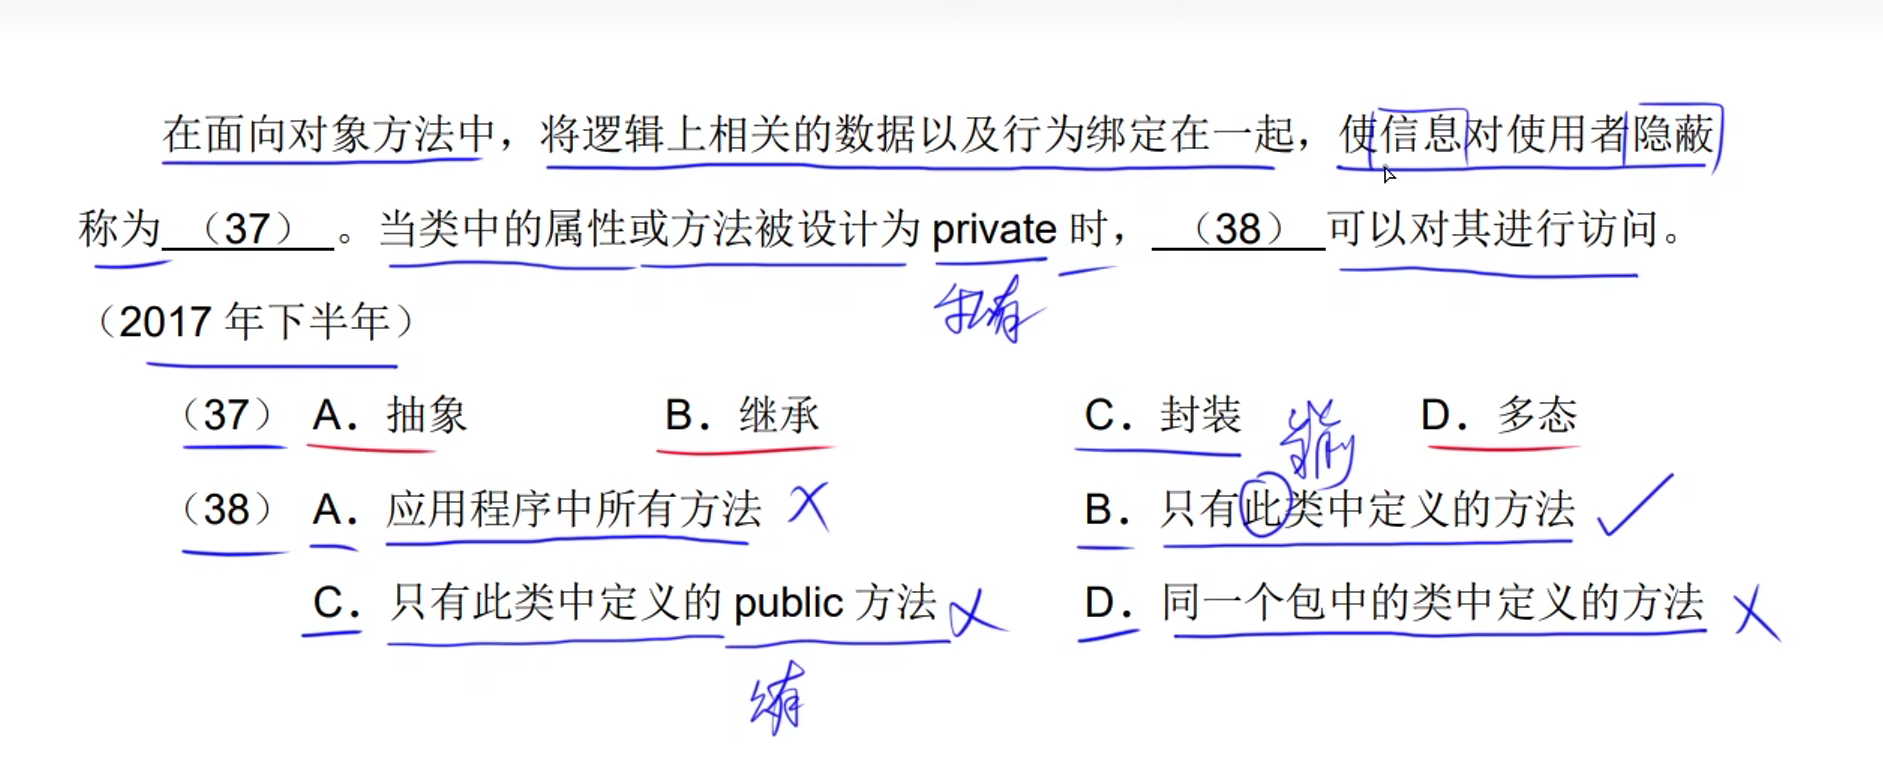 在面向对象方法中，将逻辑上相关的数据以及行为绑定在一起，使信息对使用者隐蔽
称为（37）。当类中的属性或方法被设计为 private 时，（38）可以对其进行访问。
私有
（2017 年下半年）
（37） A．抽象 B．继承 C．封装 D．多态
（38） A．应用程序中所有方法 B．只有此类中定义的方法
C．只有此类中定义的 public 方法 D．同一个包中的类中定义的方法